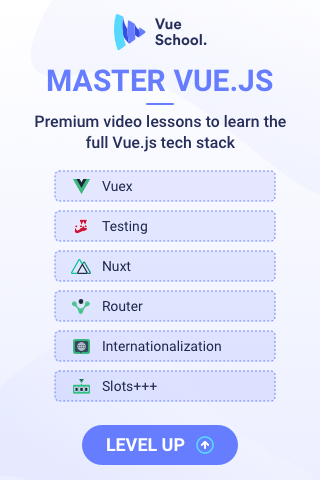 Vue
School.
MASTER VUE.JS
Premium video lessons to learn the
full Vue.js tech stack
Vuex
Testing
Nuxt
Router
Internationalization
Slots+++
LEVEL UP